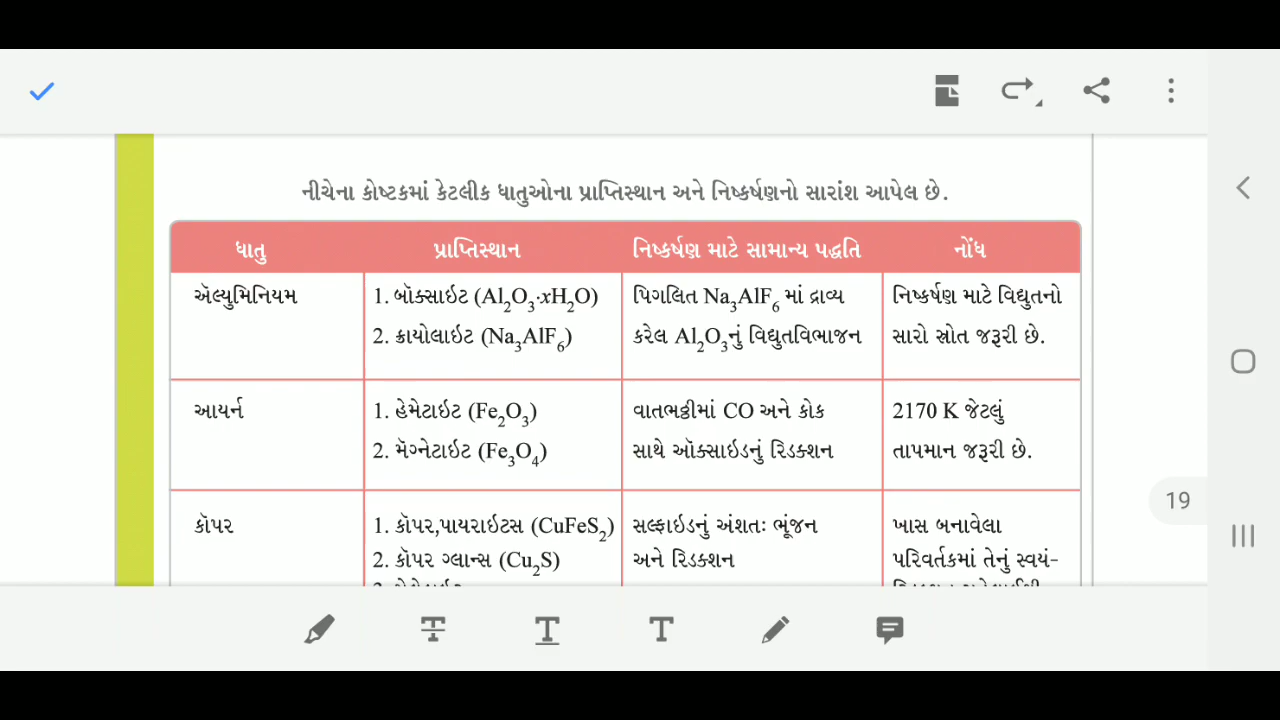 નીચેના કોષ્ટકમાં કેટલીક ધાતુઓના પ્રાપ્તિસ્થાન અને નિષ્કર્ષણનો સારાંશ આપેલ છે.
ધાતુ પ્રાપ્તિસ્થાન નિષ્કર્ષણ માટે સામાન્ય પદ્ધતિ નોંધ
ઍલ્યુમિનિયમ 1. બૉક્સાઇટ (Al₂O₃·xH₂O) પિગલિત Na₃AlF₆ માં દ્રાવ્ય નિષ્કર્ષણ માટે વિદ્યુતનો
2. ક્રાયોલાઇટ (Na₃AlF₆) કરેલ Al₂O₃નું વિદ્યુતવિભાજન સારો સ્રોત જરૂરી છે.
આયર્ન 1. હેમેટાઇટ (Fe₂O₃) વાતભઠ્ઠીમાં CO અને કોક 2170 K જેટલું
2. મૅગ્નેટાઇટ (Fe₃O₄) સાથે ઑક્સાઇડનું રિડક્શન તાપમાન જરૂરી છે.
કૉપર 1. કૉપર,પાયરાઇટસ (CuFeS₂) સલ્ફાઇડનું અંશતઃ ભૂંજન ખાસ બનાવેલા
2. કૉપર ગ્લાન્સ (Cu₂S) અને રિડક્શન પરિવર્તકમાં તેનું સ્વયં-
19